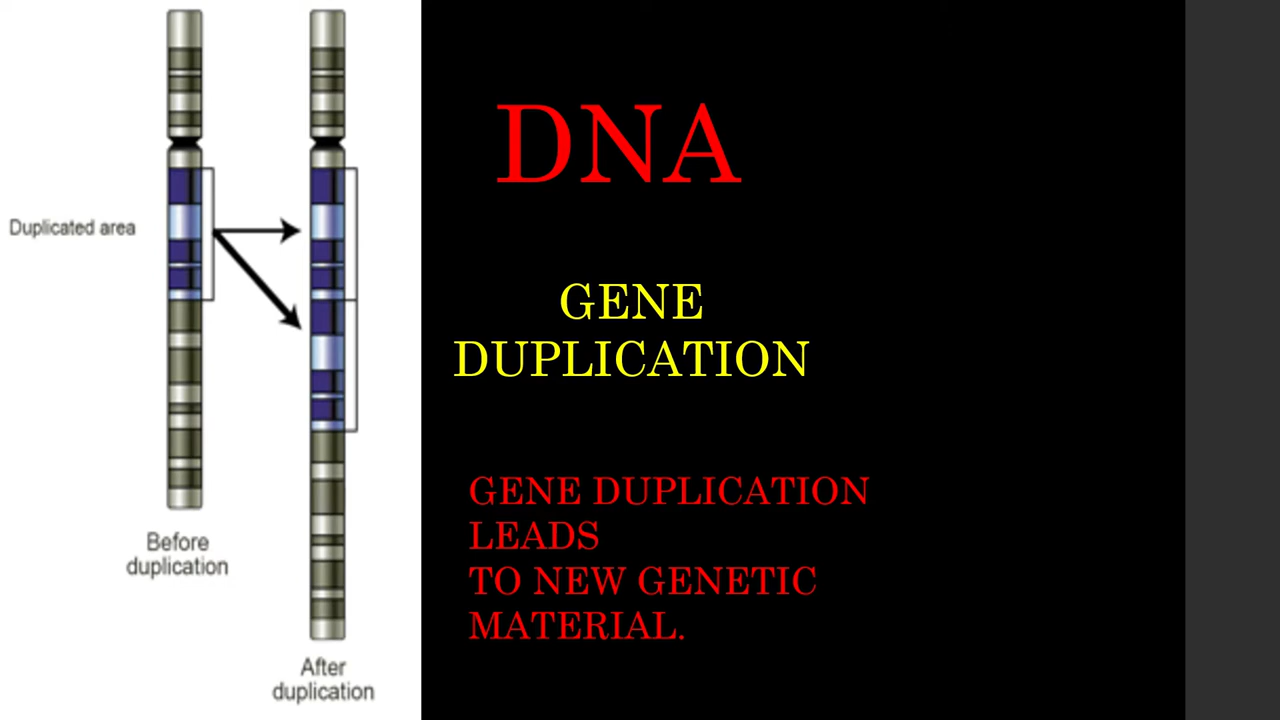 Duplicated area
Before
duplication
After
duplication
DNA
GENE
DUPLICATION
GENE DUPLICATION
LEADS
TO NEW GENETIC
MATERIAL.